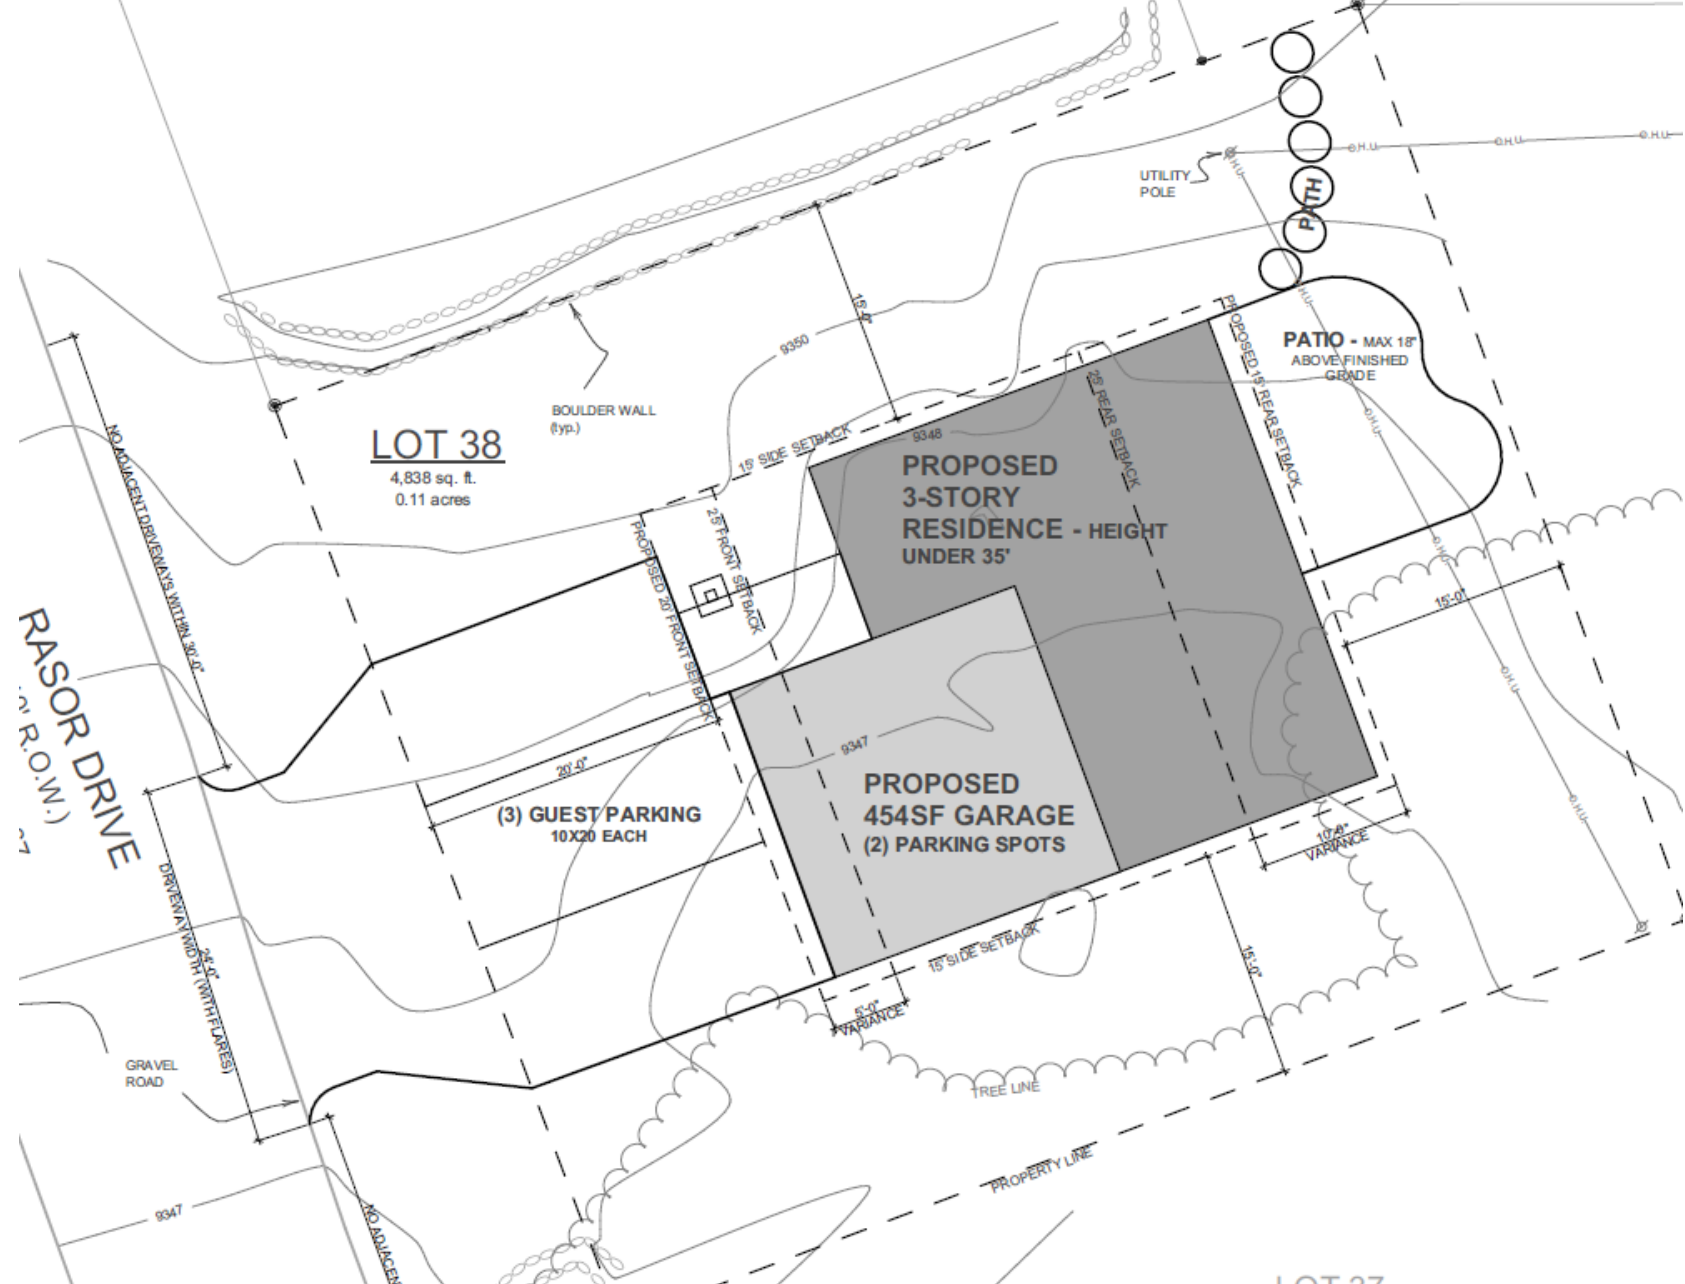 UTILITY
POLE
PATH
O.H.U.
O.H.U.
O.H.U.
O.H.U.
PATIO - MAX 18"
ABOVE FINISHED
GRADE
15'-0"
9350
BOULDER WALL
(typ.)
LOT 38
4,838 sq. ft.
0.11 acres
15' SIDE SETBACK
9348
PROPOSED
3-STORY
RESIDENCE - HEIGHT
UNDER 35'
25' REAR SETBACK
PROPOSED 15' REAR SETBACK
O.H.U.
O.H.U.
O.H.U.
O.H.U.
NO ADJACENT DRIVEWAYS WITHIN 30'-0"
PROPOSED 20' FRONT SETBACK
25' FRONT SETBACK
15'-0"
RASOR DRIVE
R.O.W.)
20'-0"
(3) GUEST PARKING
10X20 EACH
9347
PROPOSED
454SF GARAGE
(2) PARKING SPOTS
10'-0"
VARIANCE
24'-0"
DRIVEWAY WIDTH (WITH FLARES)
15' SIDE SETBACK
15'-0"
5'-0"
VARIANCE
GRAVEL
ROAD
TREE LINE
PROPERTY LINE
9347
NO ADJACEN